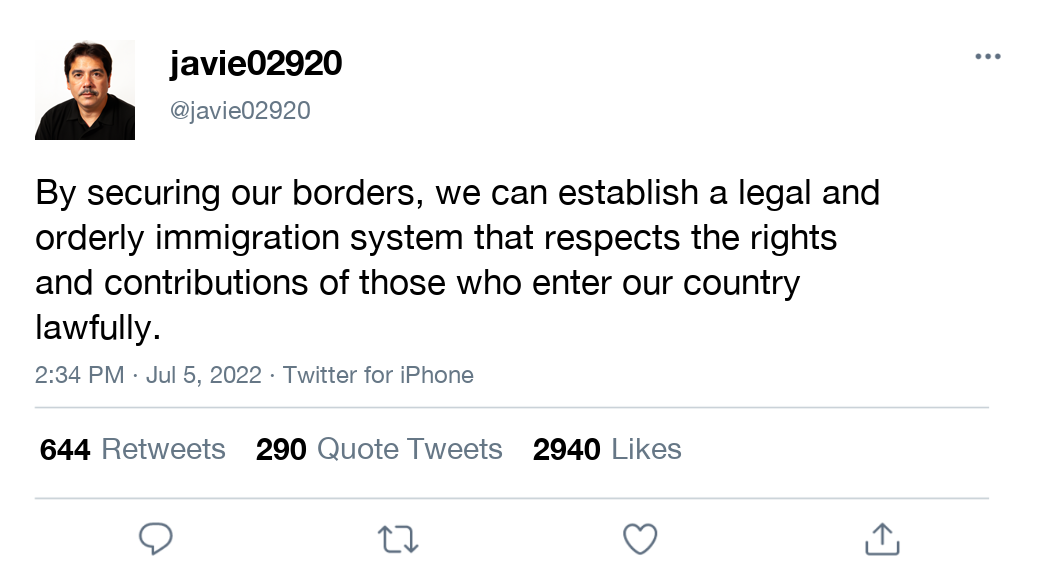 javie02920
@javie02920
By securing our borders, we can establish a legal and
orderly immigration system that respects the rights
and contributions of those who enter our country
lawfully.
2:34 PM · Jul 5, 2022 · Twitter for iPhone
644 Retweets 290 Quote Tweets 2940 Likes